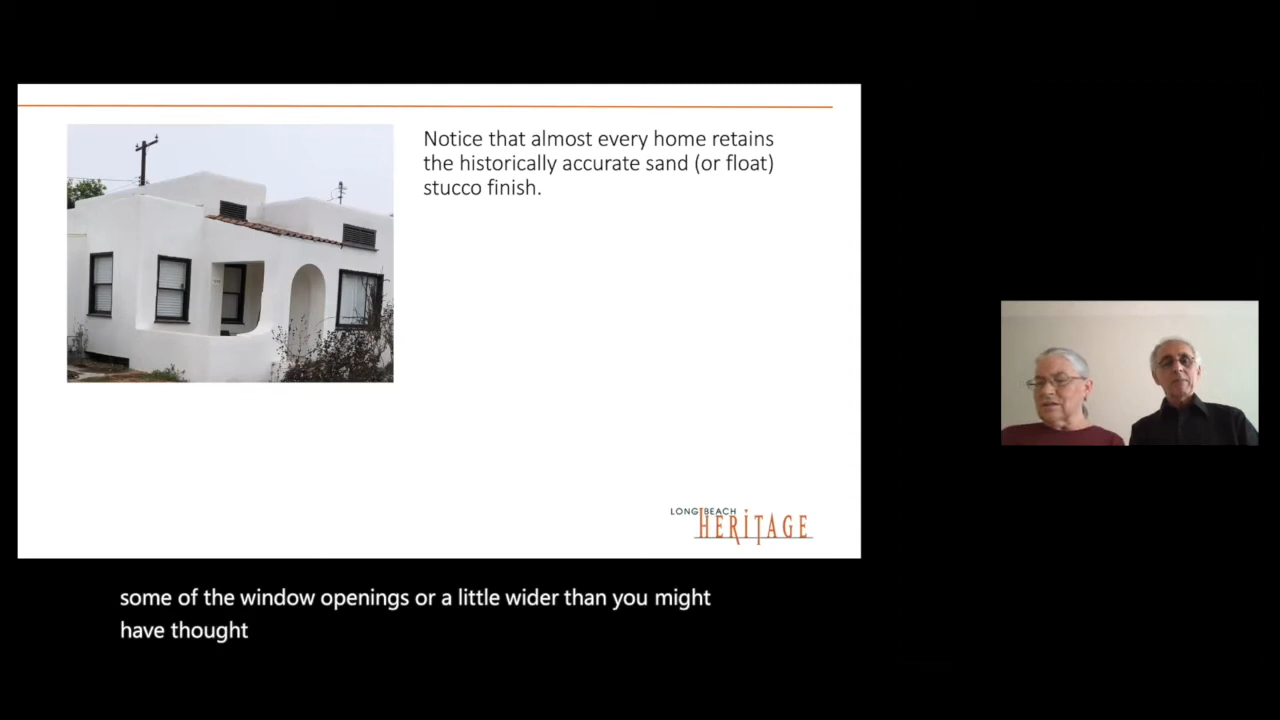 Notice that almost every home retains
the historically accurate sand (or float)
stucco finish.
LONG BEACH
HERITAGE
some of the window openings or a little wider than you might
have thought